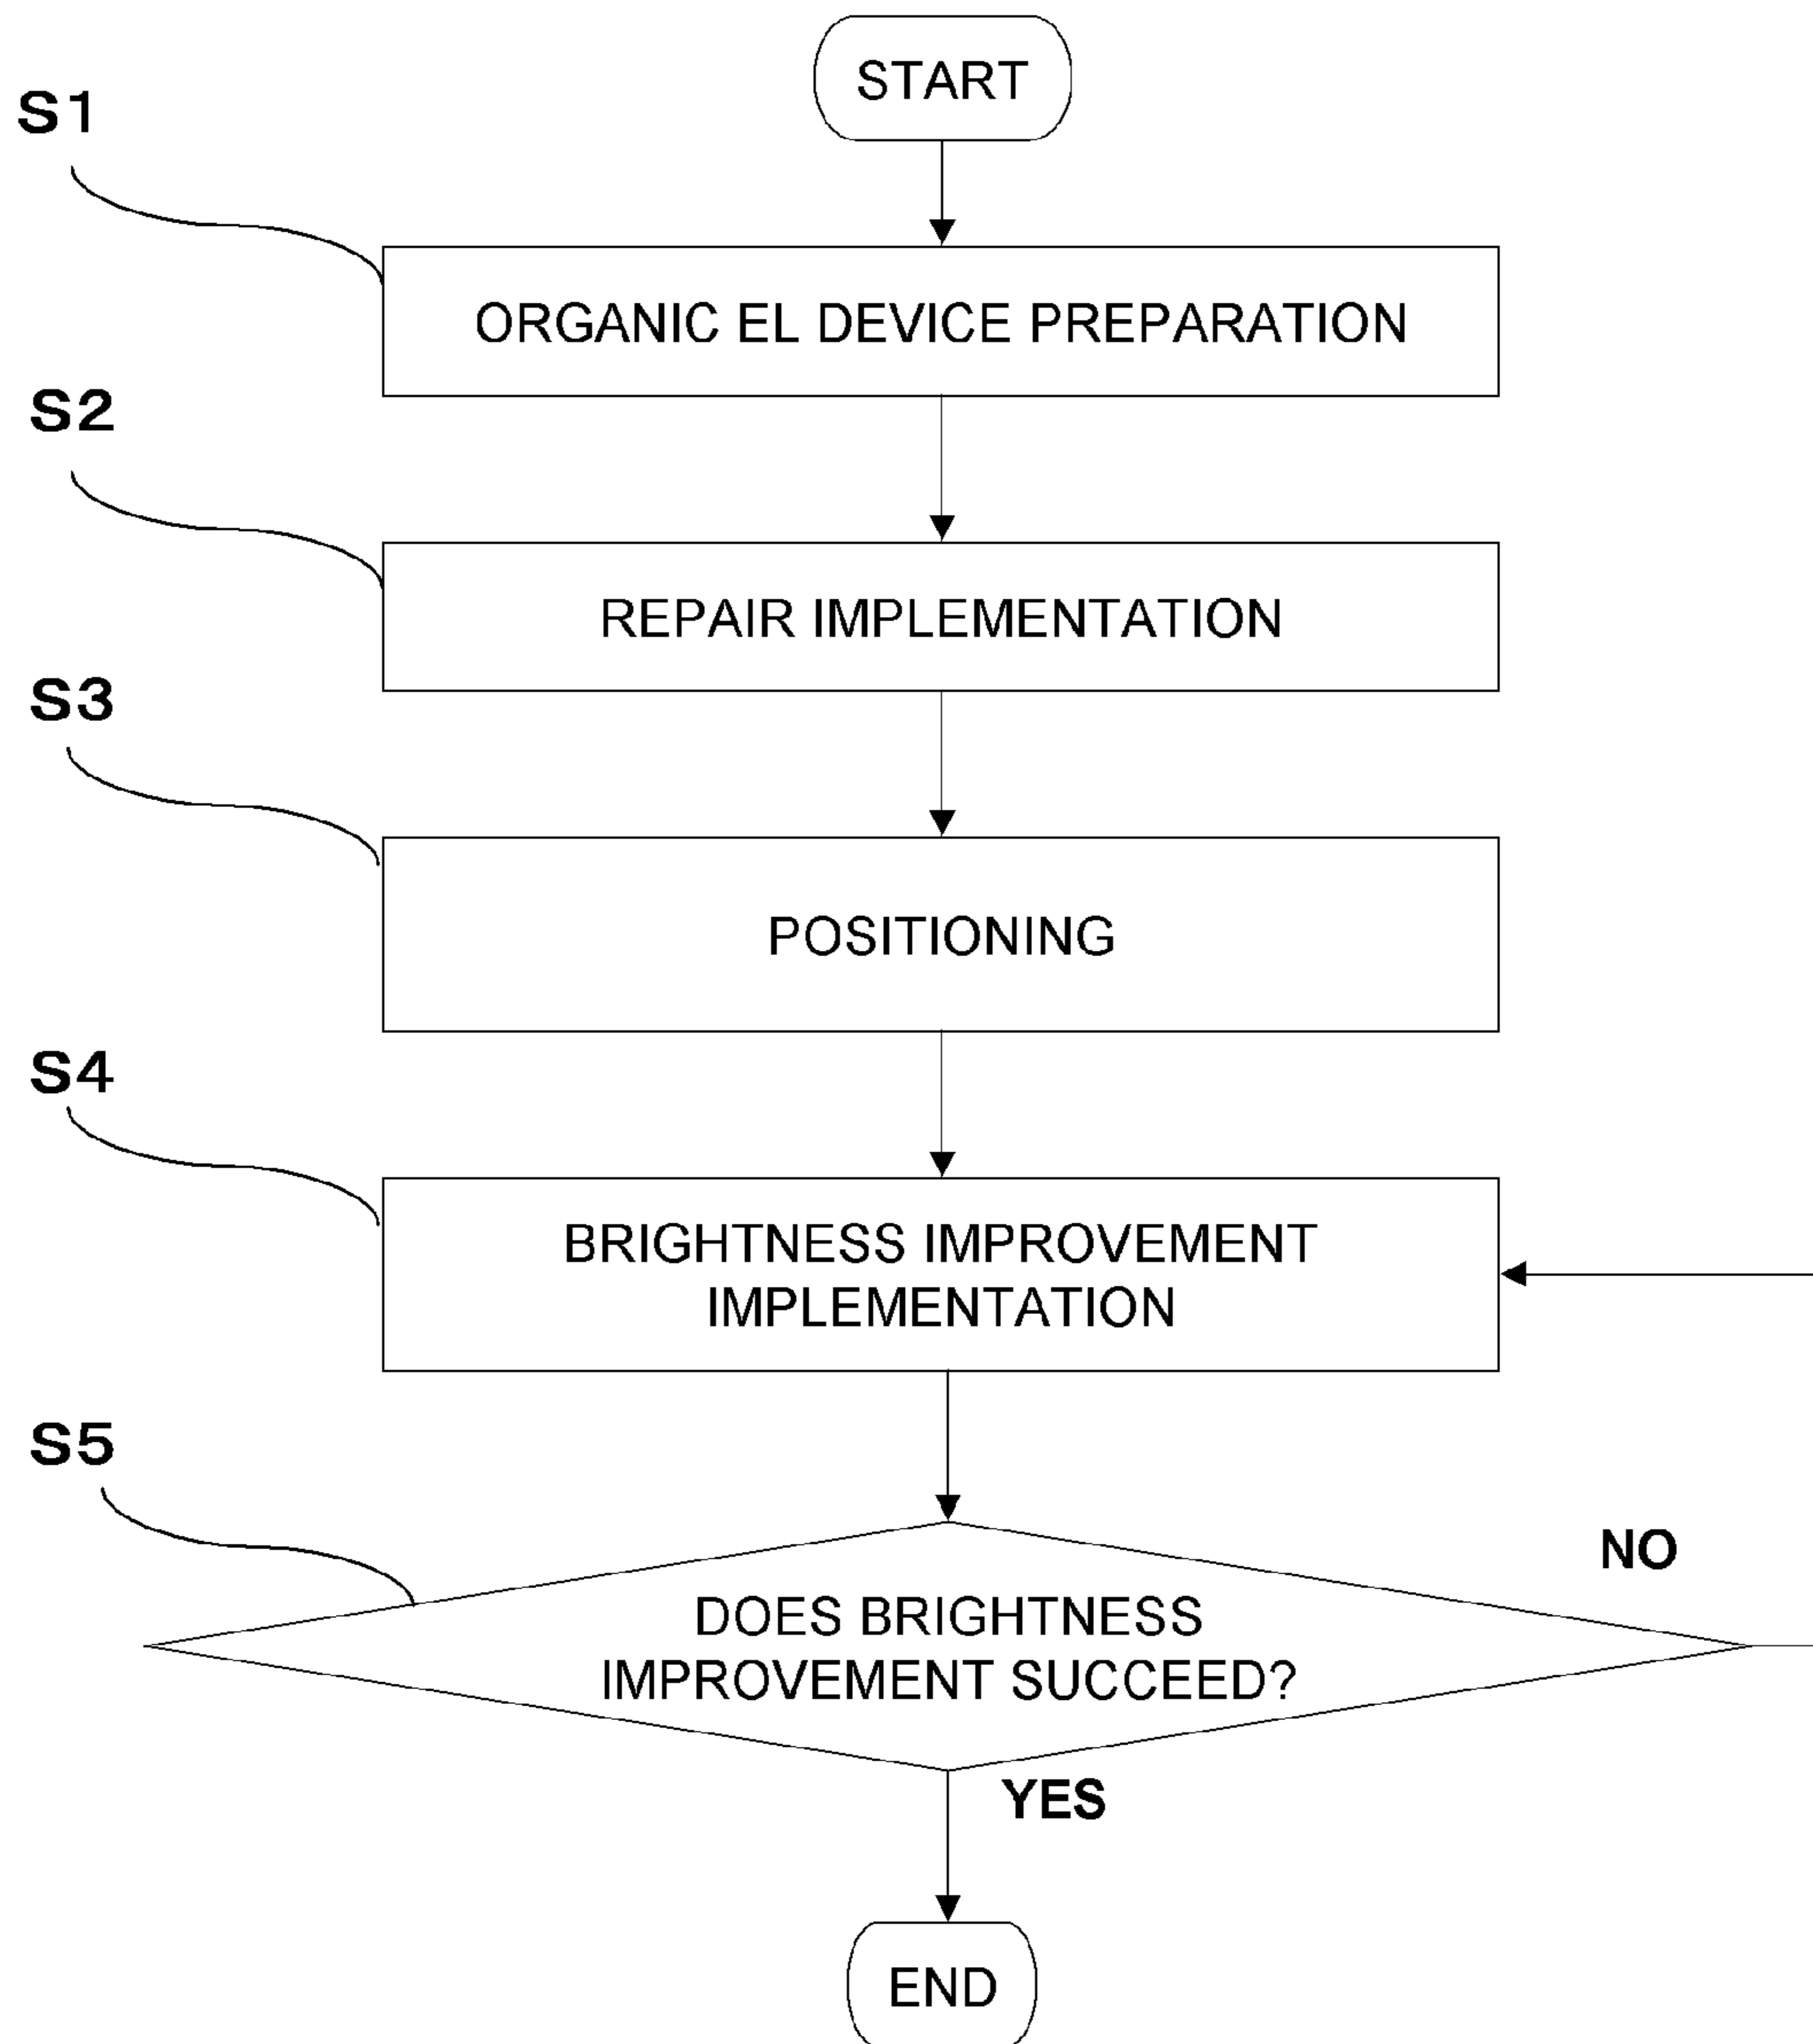 START
S1
ORGANIC EL DEVICE PREPARATION
S2
REPAIR IMPLEMENTATION
S3
POSITIONING
S4
BRIGHTNESS IMPROVEMENT
IMPLEMENTATION
S5
NO
DOES BRIGHTNESS
IMPROVEMENT SUCCEED?
YES
END